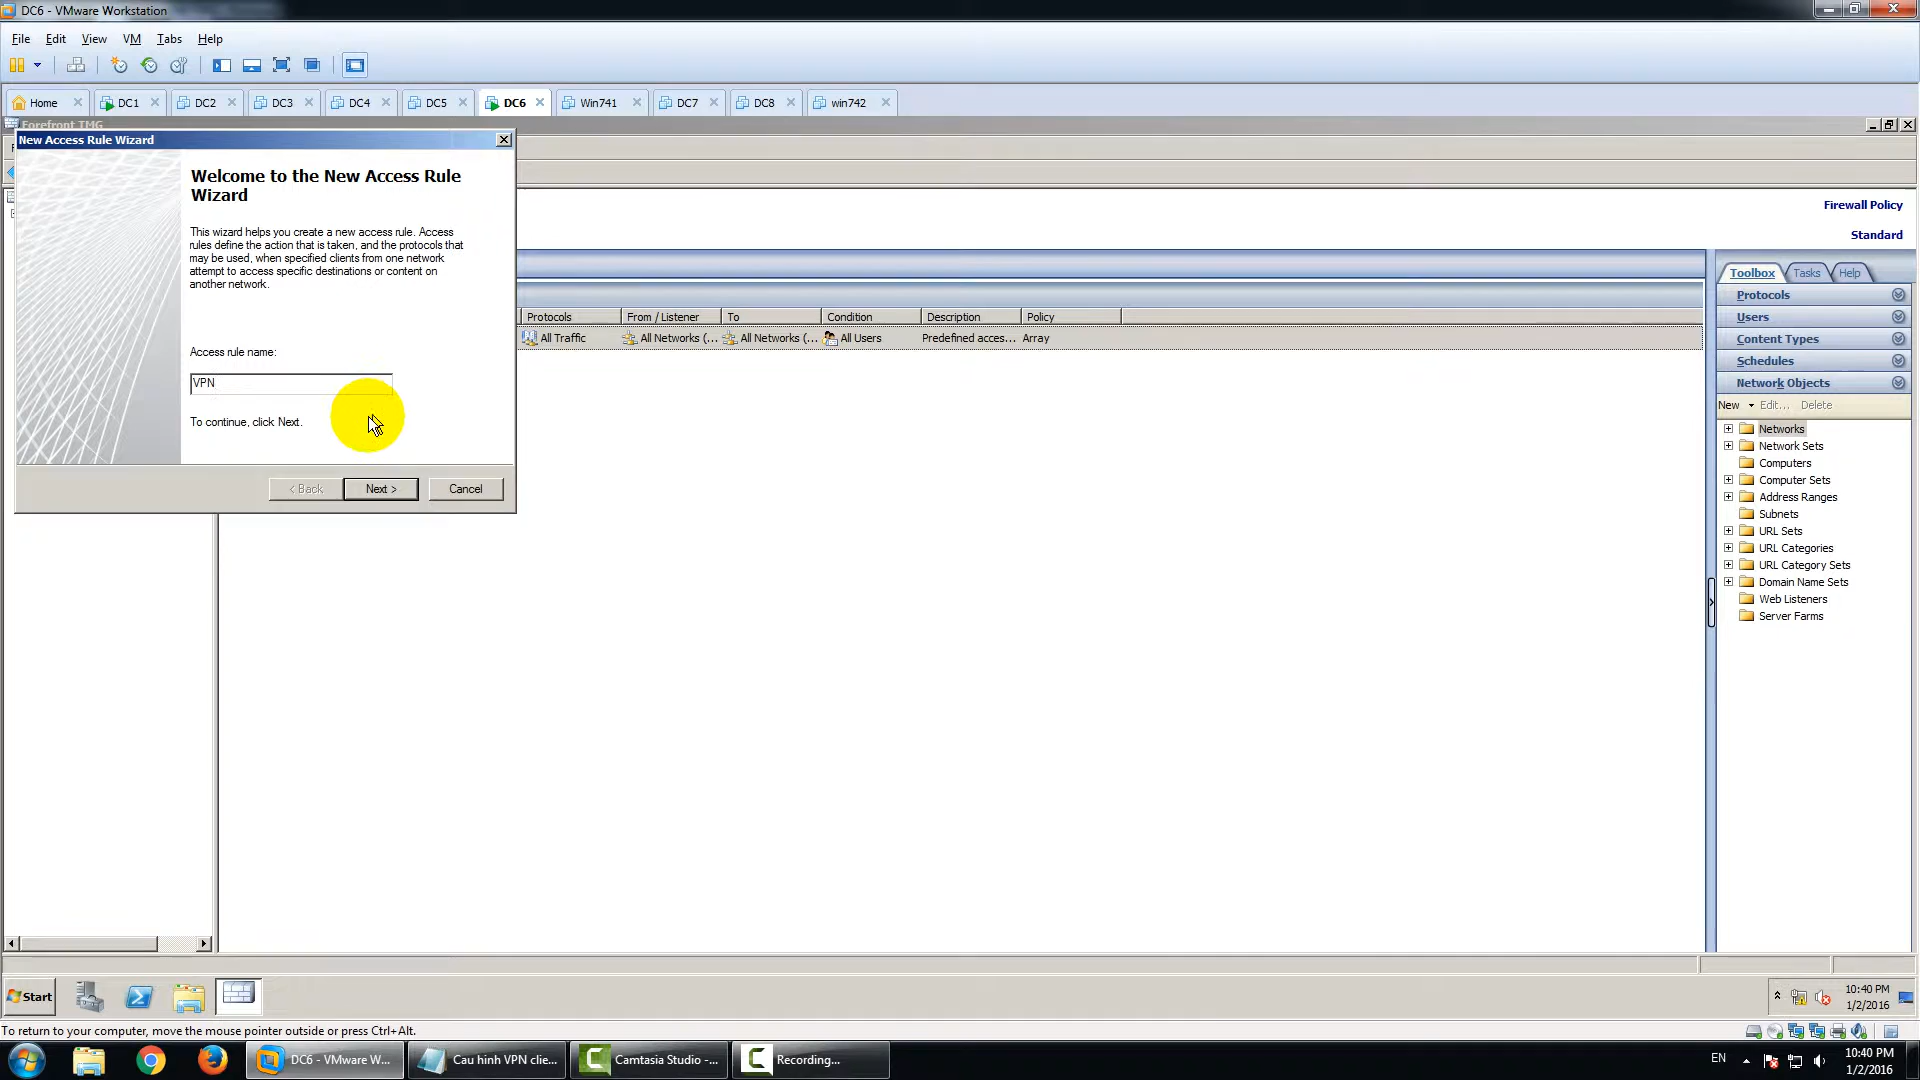 DC6 - VMware Workstation
File Edit View VM Tabs Help
Home DC1 DC2 DC3 DC4 DC5 DC6 Win741 DC7 DC8 win742
Forefront TMG
New Access Rule Wizard
Welcome to the New Access Rule
Wizard
This wizard helps you create a new access rule. Access
rules define the action that is taken, and the protocols that
may be used, when specified clients from one network
attempt to access specific destinations or content on
another network.
Access rule name:
VPN
To continue, click Next.
< Back Next > Cancel
Firewall Policy
Standard
Protocols From / Listener To Condition Description Policy
All Traffic All Networks (... All Networks (... All Users Predefined acces... Array
Toolbox Tasks Help
Protocols
Users
Content Types
Schedules
Network Objects
New Edit... Delete
Networks
Network Sets
Computers
Computer Sets
Address Ranges
Subnets
URL Sets
URL Categories
URL Category Sets
Domain Name Sets
Web Listeners
Server Farms
Start
10:40 PM
1/2/2016
To return to your computer, move the mouse pointer outside or press Ctrl+Alt.
DC6 - VMware W... Cau hinh VPN clie... Camtasia Studio -... Recording...
EN
10:40 PM
1/2/2016